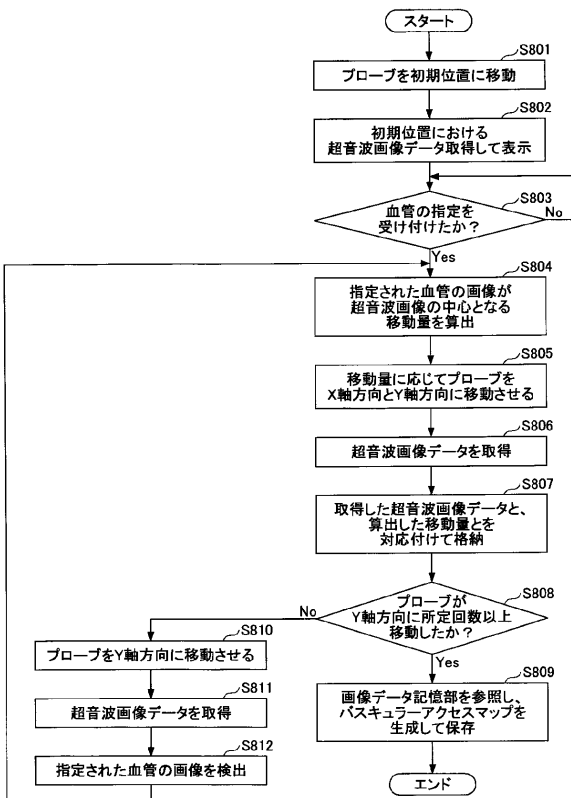 スタート
S801
プローブを初期位置に移動
S802
初期位置における
超音波画像データ取得して表示
S803
血管の指定を
受け付けたか？
No
Yes
S804
指定された血管の画像が
超音波画像の中心となる
移動量を算出
S805
移動量に応じてプローブを
X軸方向とY軸方向に移動させる
S806
超音波画像データを取得
S807
取得した超音波画像データと、
算出した移動量とを
対応付けて格納
S808
プローブが
Y軸方向に所定回数以上
移動したか？
No
Yes
S810
プローブをY軸方向に移動させる
S811
超音波画像データを取得
S812
指定された血管の画像を検出
S809
画像データ記憶部を参照し、
バスキュラーアクセスマップを
生成して保存
エンド